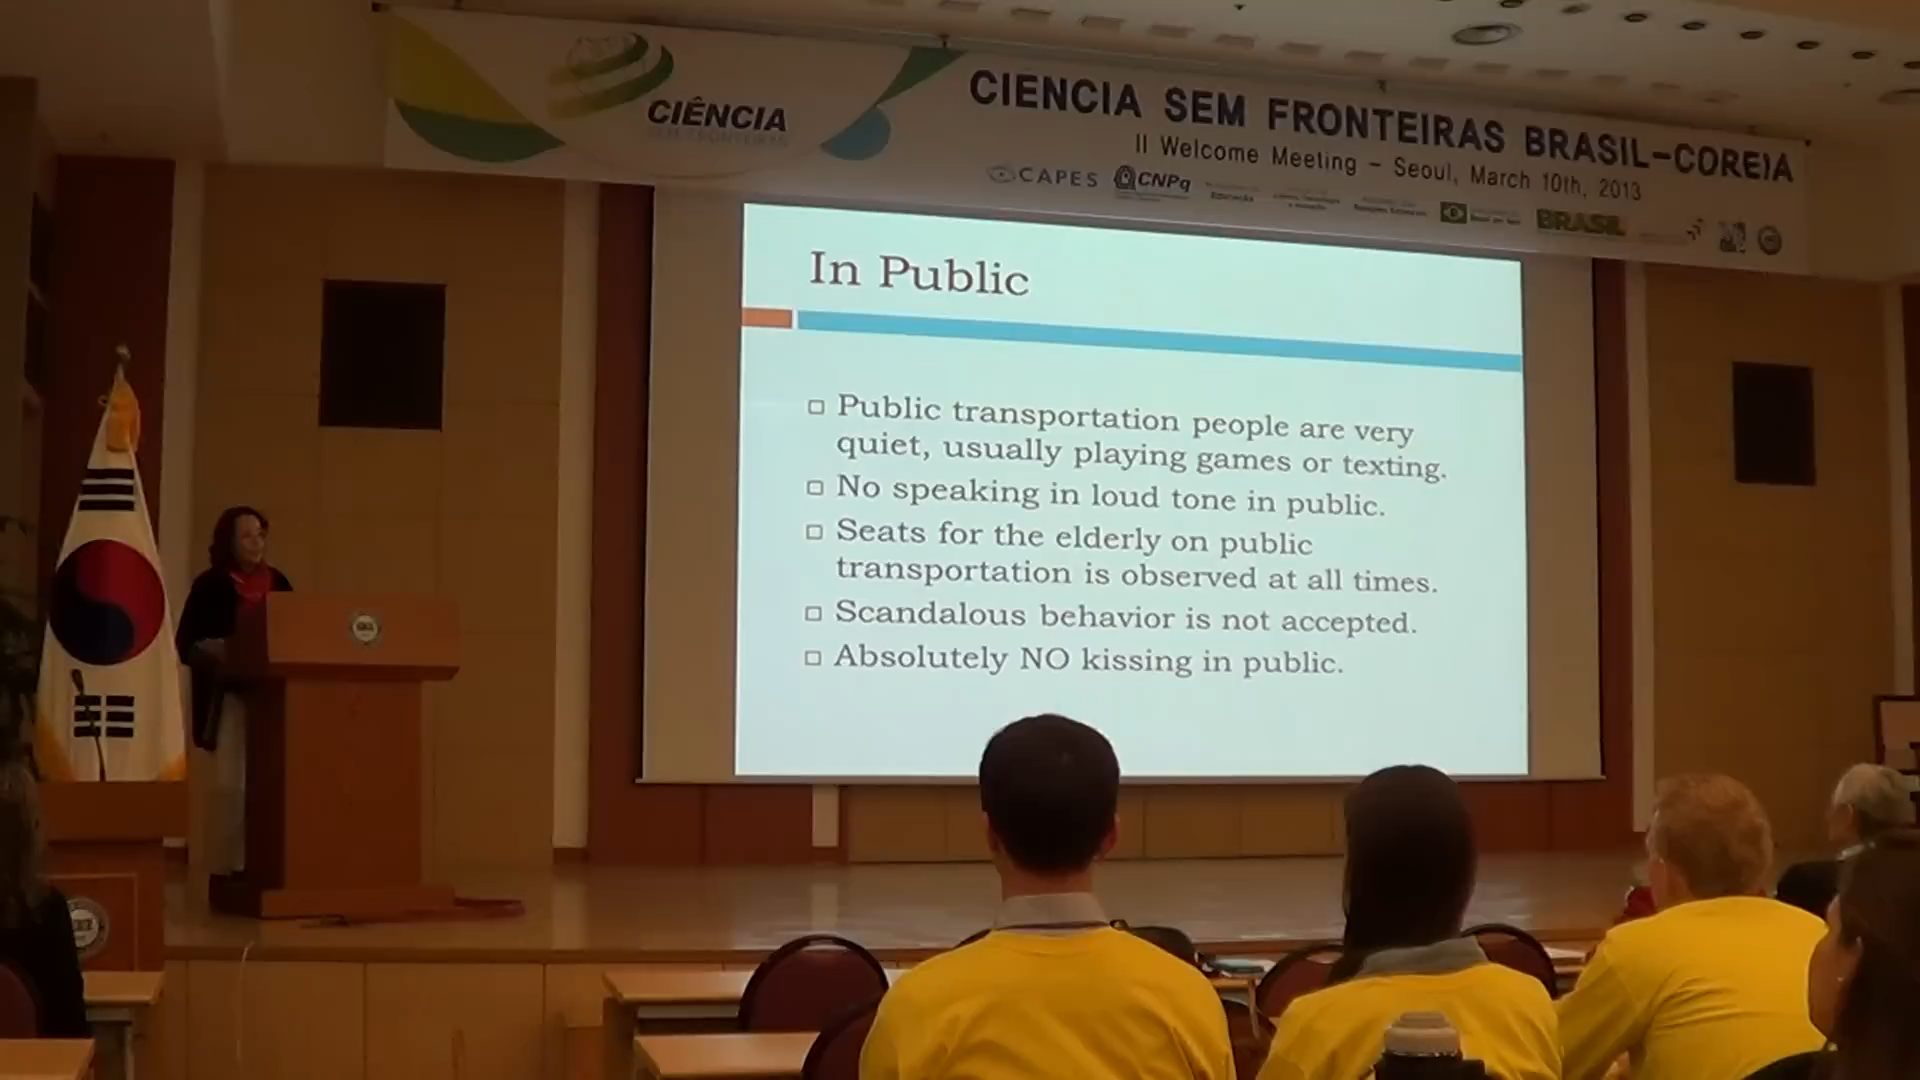 CIÊNCIA
SEM FRONTEIRAS
CIENCIA SEM FRONTEIRAS BRASIL-COREIA
II Welcome Meeting - Seoul, March 10th, 2013
CAPES CNPq
Educação
BRASIL
In Public
Public transportation people are very
quiet, usually playing games or texting.
No speaking in loud tone in public.
Seats for the elderly on public
transportation is observed at all times.
Scandalous behavior is not accepted.
Absolutely NO kissing in public.